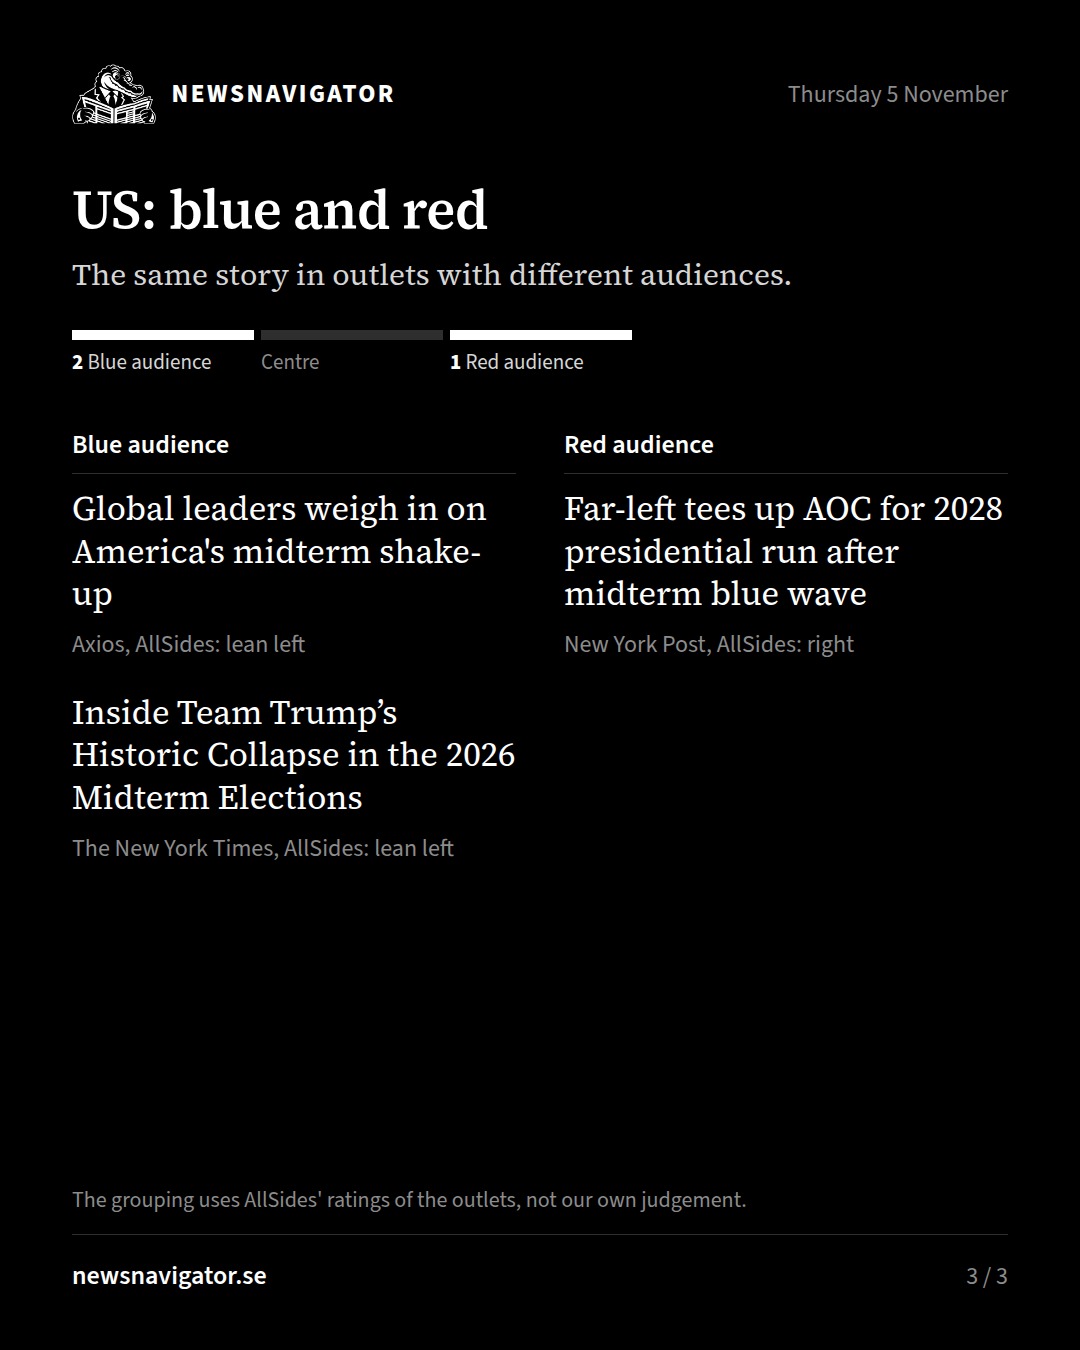 NEWSNAVIGATOR
Thursday 5 November
US: blue and red
The same story in outlets with different audiences.
2 Blue audience
Centre
1 Red audience
Blue audience
Global leaders weigh in on
America's midterm shake-
up
Axios, AllSides: lean left
Inside Team Trump’s
Historic Collapse in the 2026
Midterm Elections
The New York Times, AllSides: lean left
Red audience
Far-left tees up AOC for 2028
presidential run after
midterm blue wave
New York Post, AllSides: right
The grouping uses AllSides' ratings of the outlets, not our own judgement.
newsnavigator.se
3 / 3